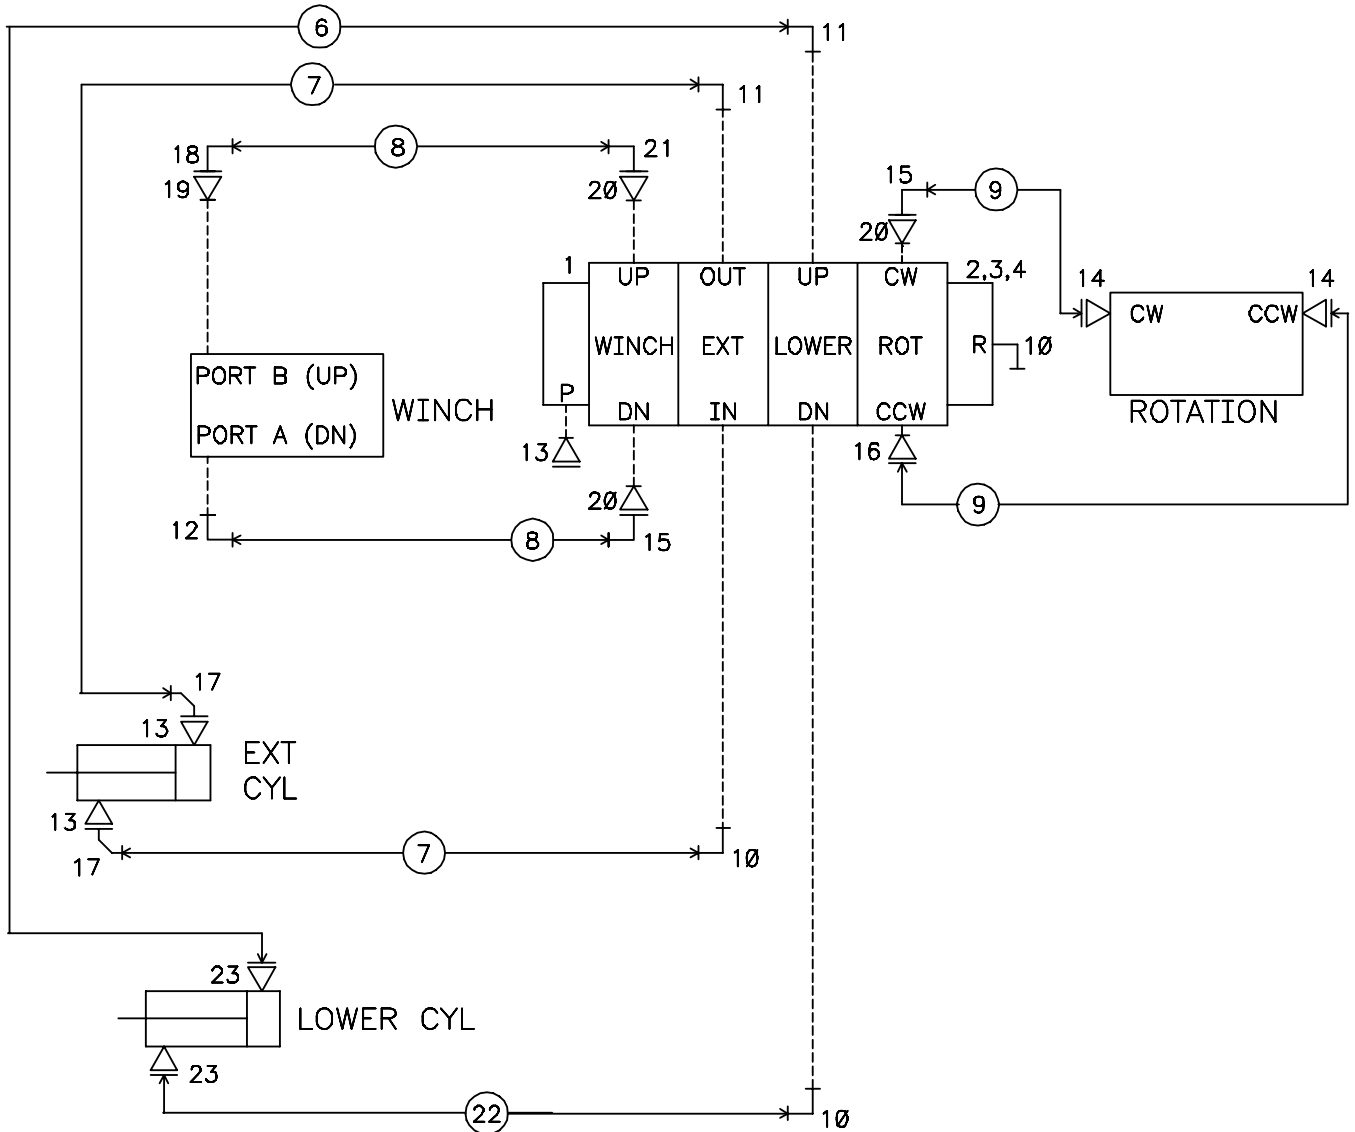 6
11
7
11
18
8
21
19
20
15
9
20
1
UP
OUT
UP
CW
2,3,4
14
14
CW
CCW
WINCH
EXT
LOWER
ROT
R
10
PORT B (UP)
WINCH
P
DN
IN
DN
CCW
ROTATION
PORT A (DN)
13
16
20
9
12
8
15
17
13
EXT
CYL
13
17
7
10
23
LOWER CYL
23
22
10